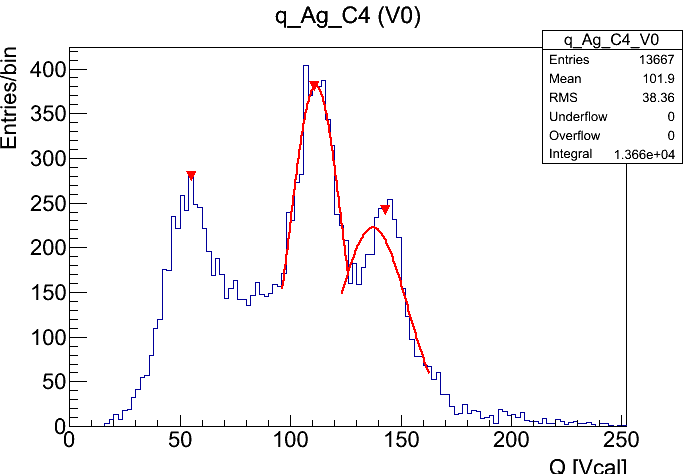 q_Ag_C4 (V0)
q_Ag_C4_V0
Entries 13667
Mean 101.9
RMS 38.36
Underflow 0
Overflow 0
Integral 1.366e+04
Entries/bin
400
350
300
250
200
150
100
50
0
0 50 100 150 200 250
Q [Vcal]